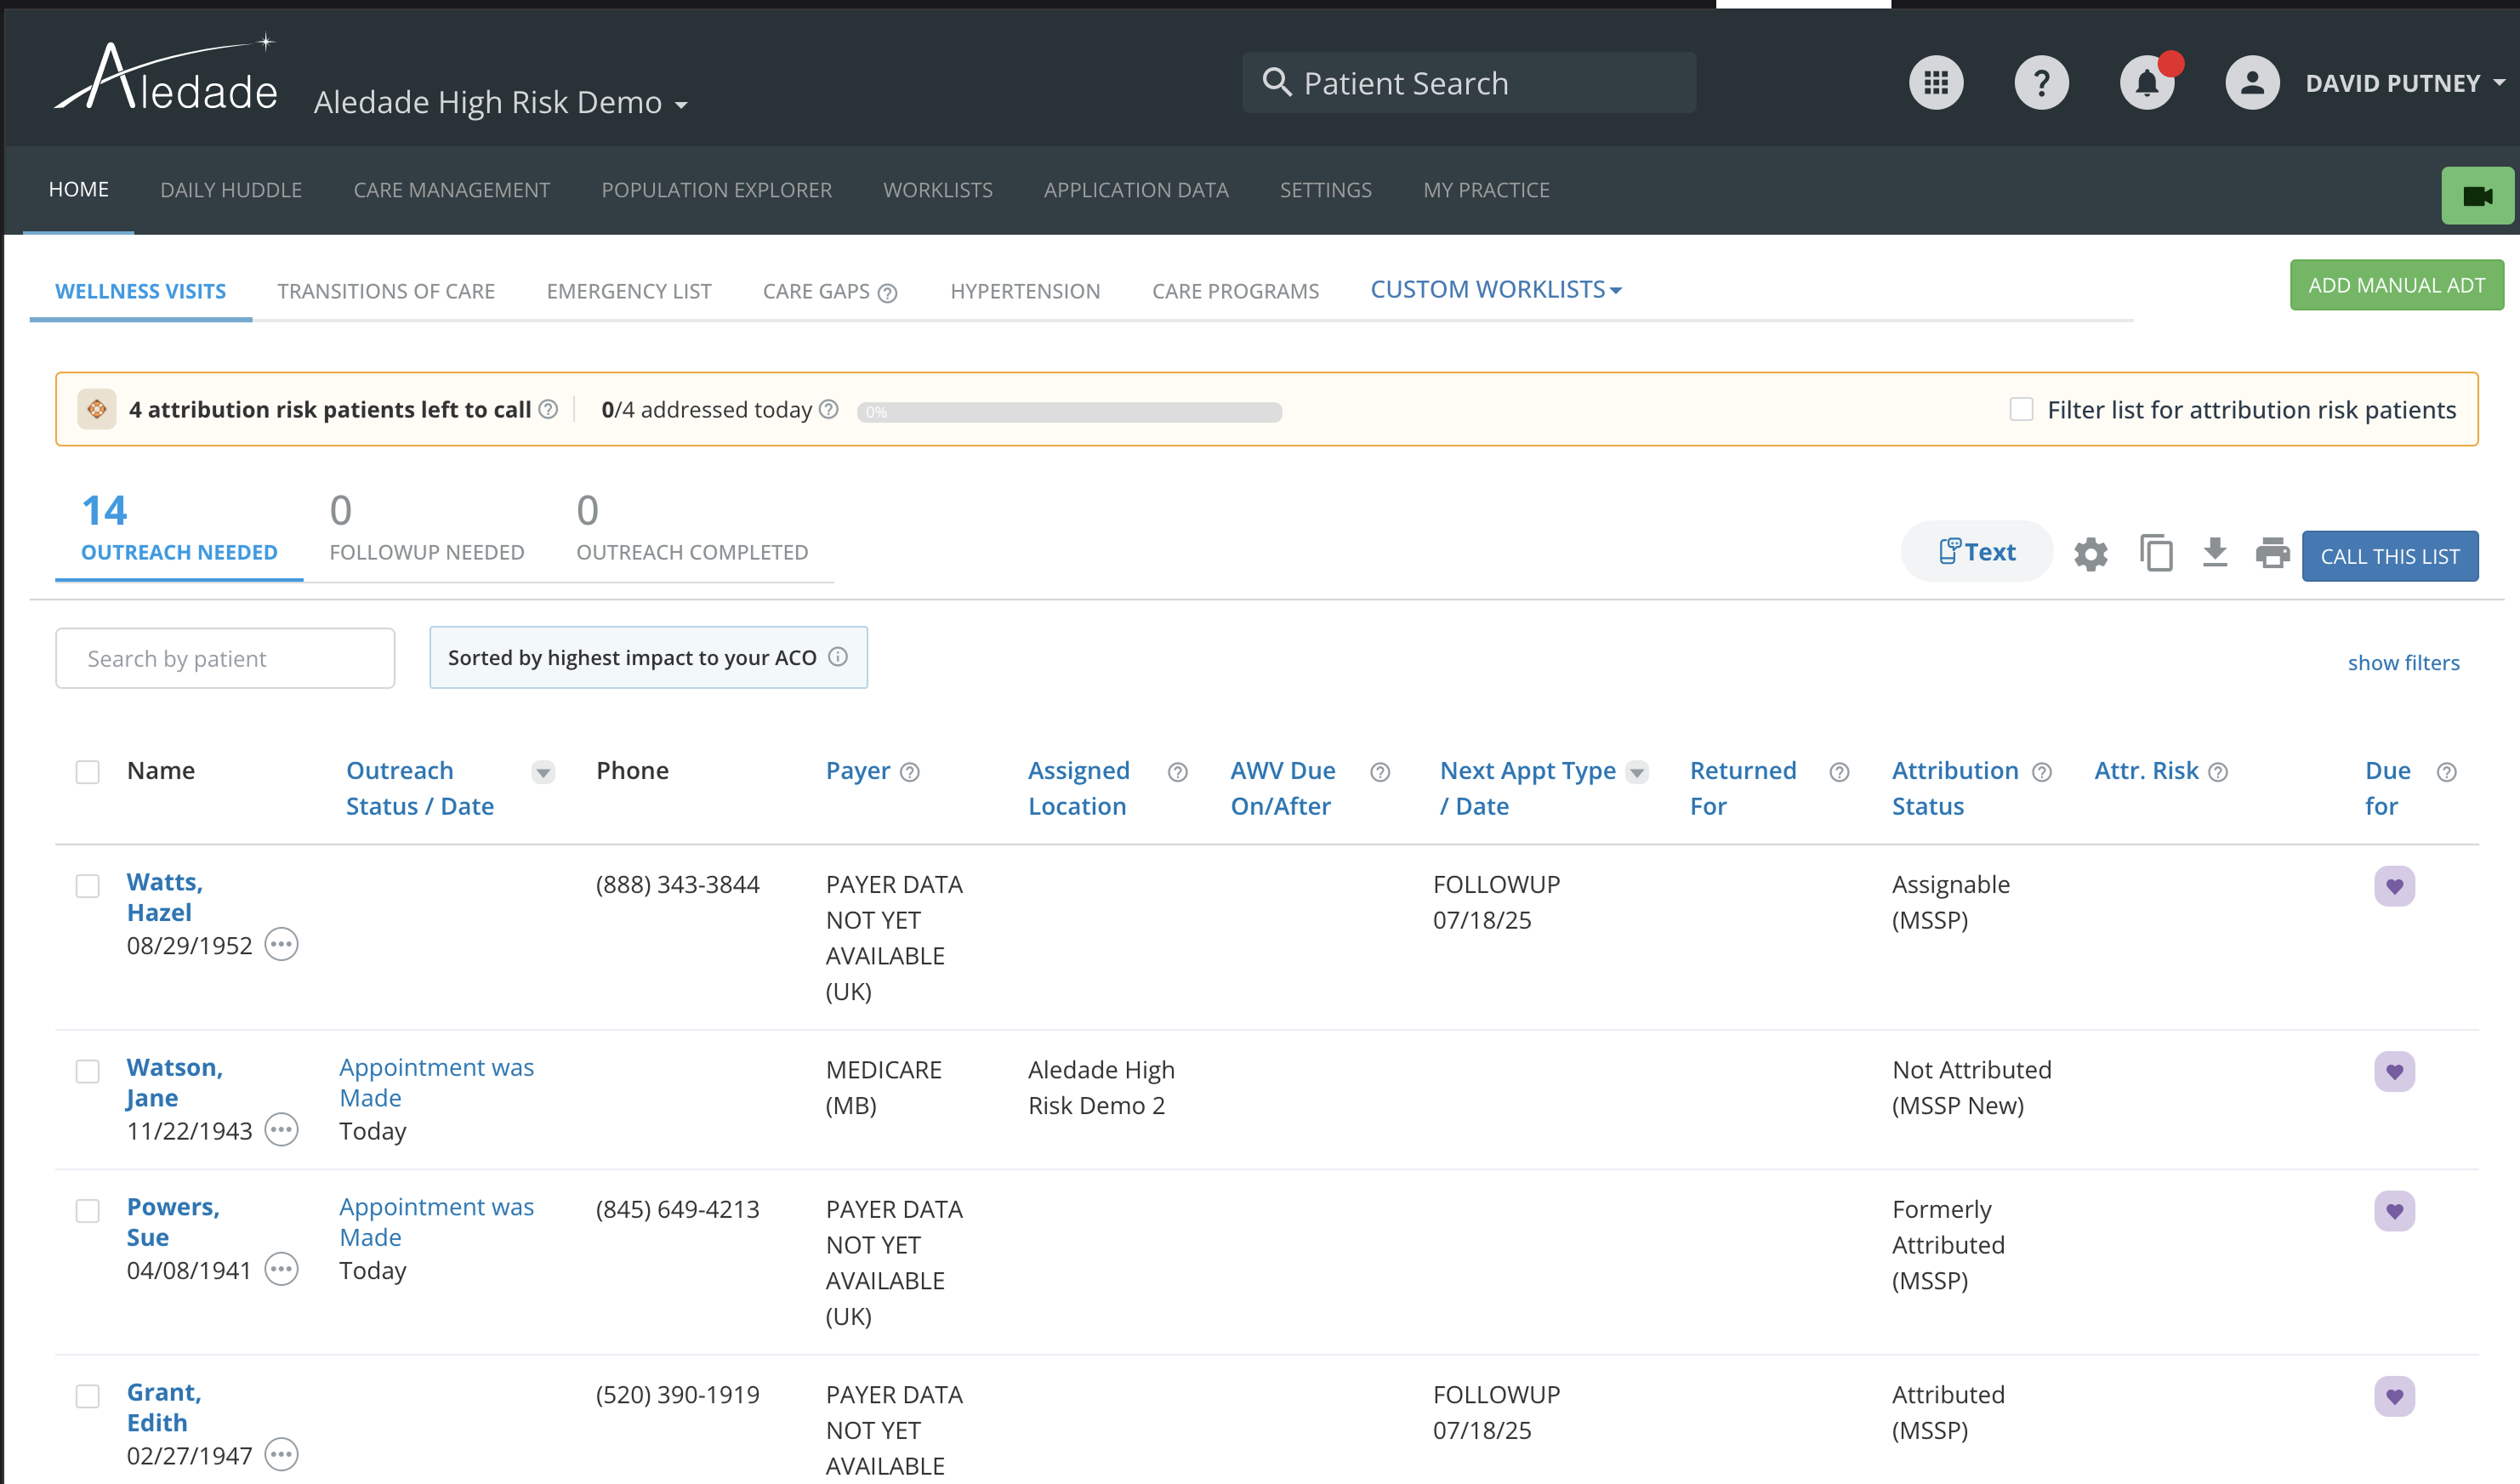 Aledade
Aledade High Risk Demo
Patient Search
?
DAVID PUTNEY
HOME
DAILY HUDDLE
CARE MANAGEMENT
POPULATION EXPLORER
WORKLISTS
APPLICATION DATA
SETTINGS
MY PRACTICE
WELLNESS VISITS
TRANSITIONS OF CARE
EMERGENCY LIST
CARE GAPS ?
HYPERTENSION
CARE PROGRAMS
CUSTOM WORKLISTS
ADD MANUAL ADT
4 attribution risk patients left to call ?
0/4 addressed today ?
0%
Filter list for attribution risk patients
14
OUTREACH NEEDED
0
FOLLOWUP NEEDED
0
OUTREACH COMPLETED
Text
CALL THIS LIST
Search by patient
Sorted by highest impact to your ACO i
show filters
Name
Outreach
Status / Date
Phone
Payer ?
Assigned ?
Location
AWV Due ?
On/After
Next Appt Type
/ Date
Returned ?
For
Attribution ?
Status
Attr. Risk ?
Due ?
for
Watts,
Hazel
08/29/1952
(888) 343-3844
PAYER DATA
NOT YET
AVAILABLE
(UK)
FOLLOWUP
07/18/25
Assignable
(MSSP)
Watson,
Jane
11/22/1943
Appointment was
Made
Today
MEDICARE
(MB)
Aledade High
Risk Demo 2
Not Attributed
(MSSP New)
Powers,
Sue
04/08/1941
Appointment was
Made
Today
(845) 649-4213
PAYER DATA
NOT YET
AVAILABLE
(UK)
Formerly
Attributed
(MSSP)
Grant,
Edith
02/27/1947
(520) 390-1919
PAYER DATA
NOT YET
AVAILABLE
FOLLOWUP
07/18/25
Attributed
(MSSP)